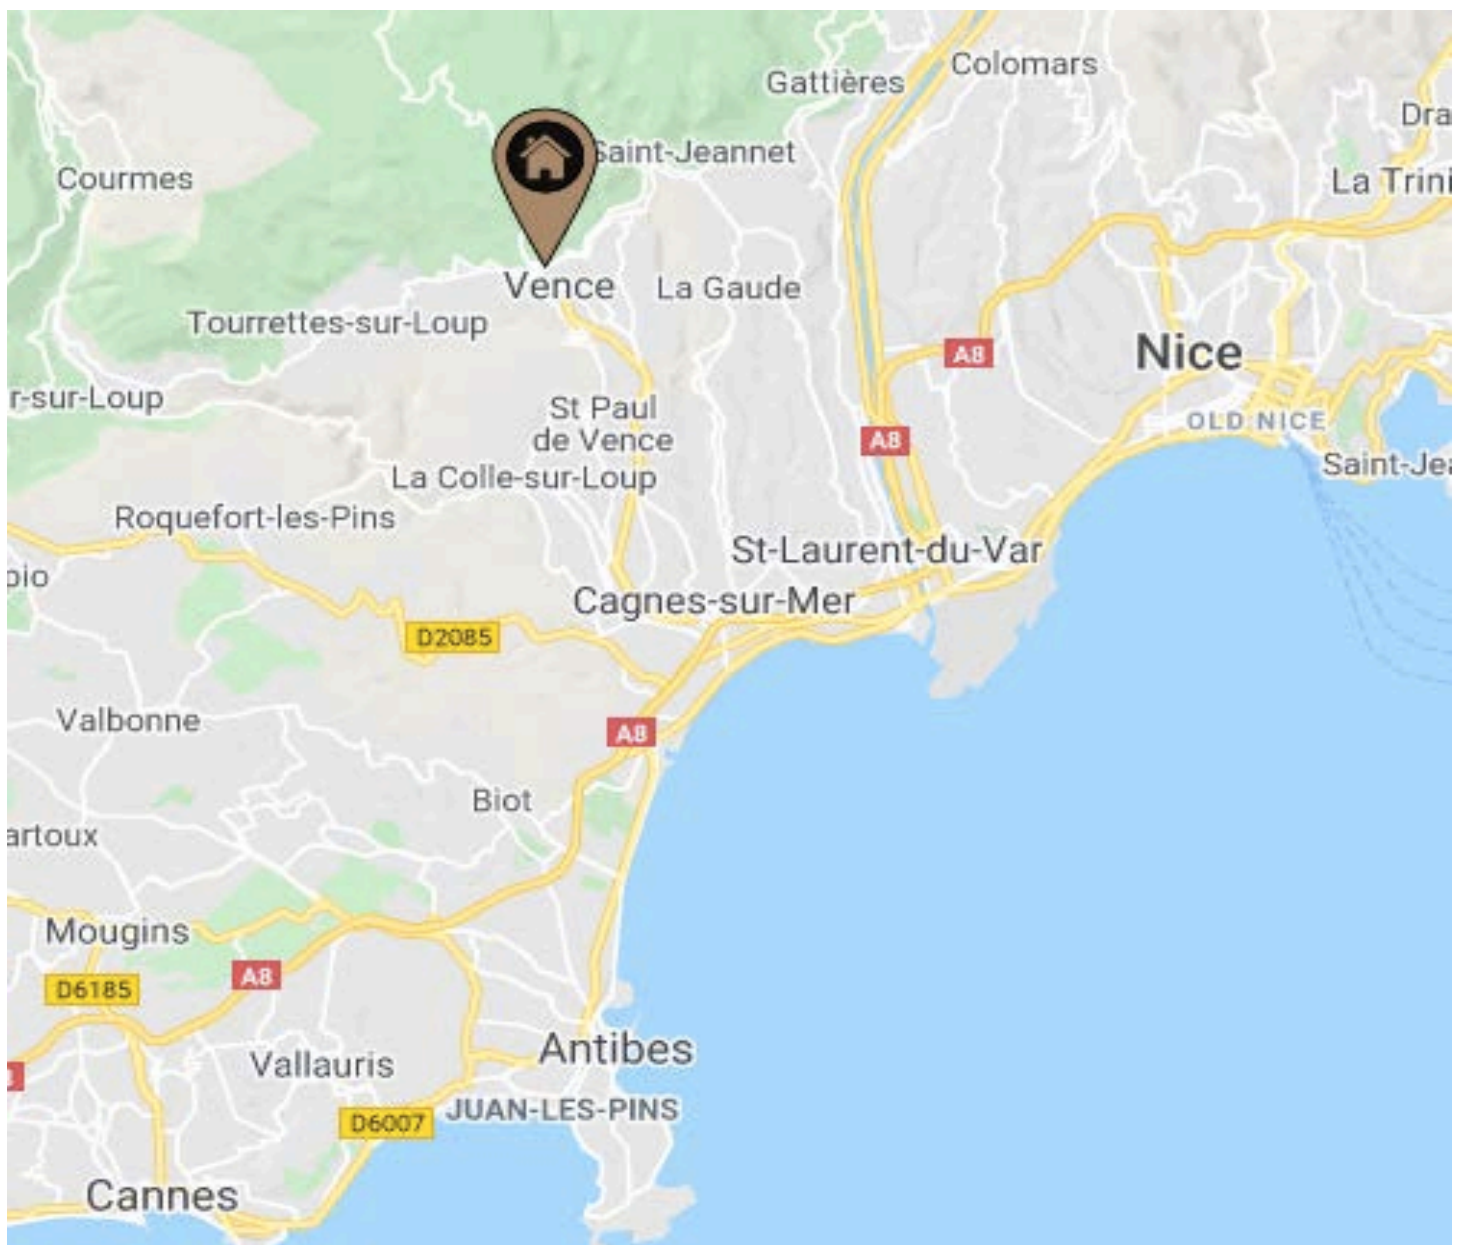 Colomars
Gattières
Dra
Saint-Jeannet
Courmes
La Trini
Vence
La Gaude
Tourrettes-sur-Loup
A8
Nice
r-sur-Loup
St Paul
de Vence
OLD NICE
A8
Saint-Jea
La Colle-sur-Loup
Roquefort-les-Pins
St-Laurent-du-Var
pio
Cagnes-sur-Mer
D2085
Valbonne
A8
Biot
artoux
Mougins
A8
D6185
Antibes
Vallauris
JUAN-LES-PINS
D6007
Cannes